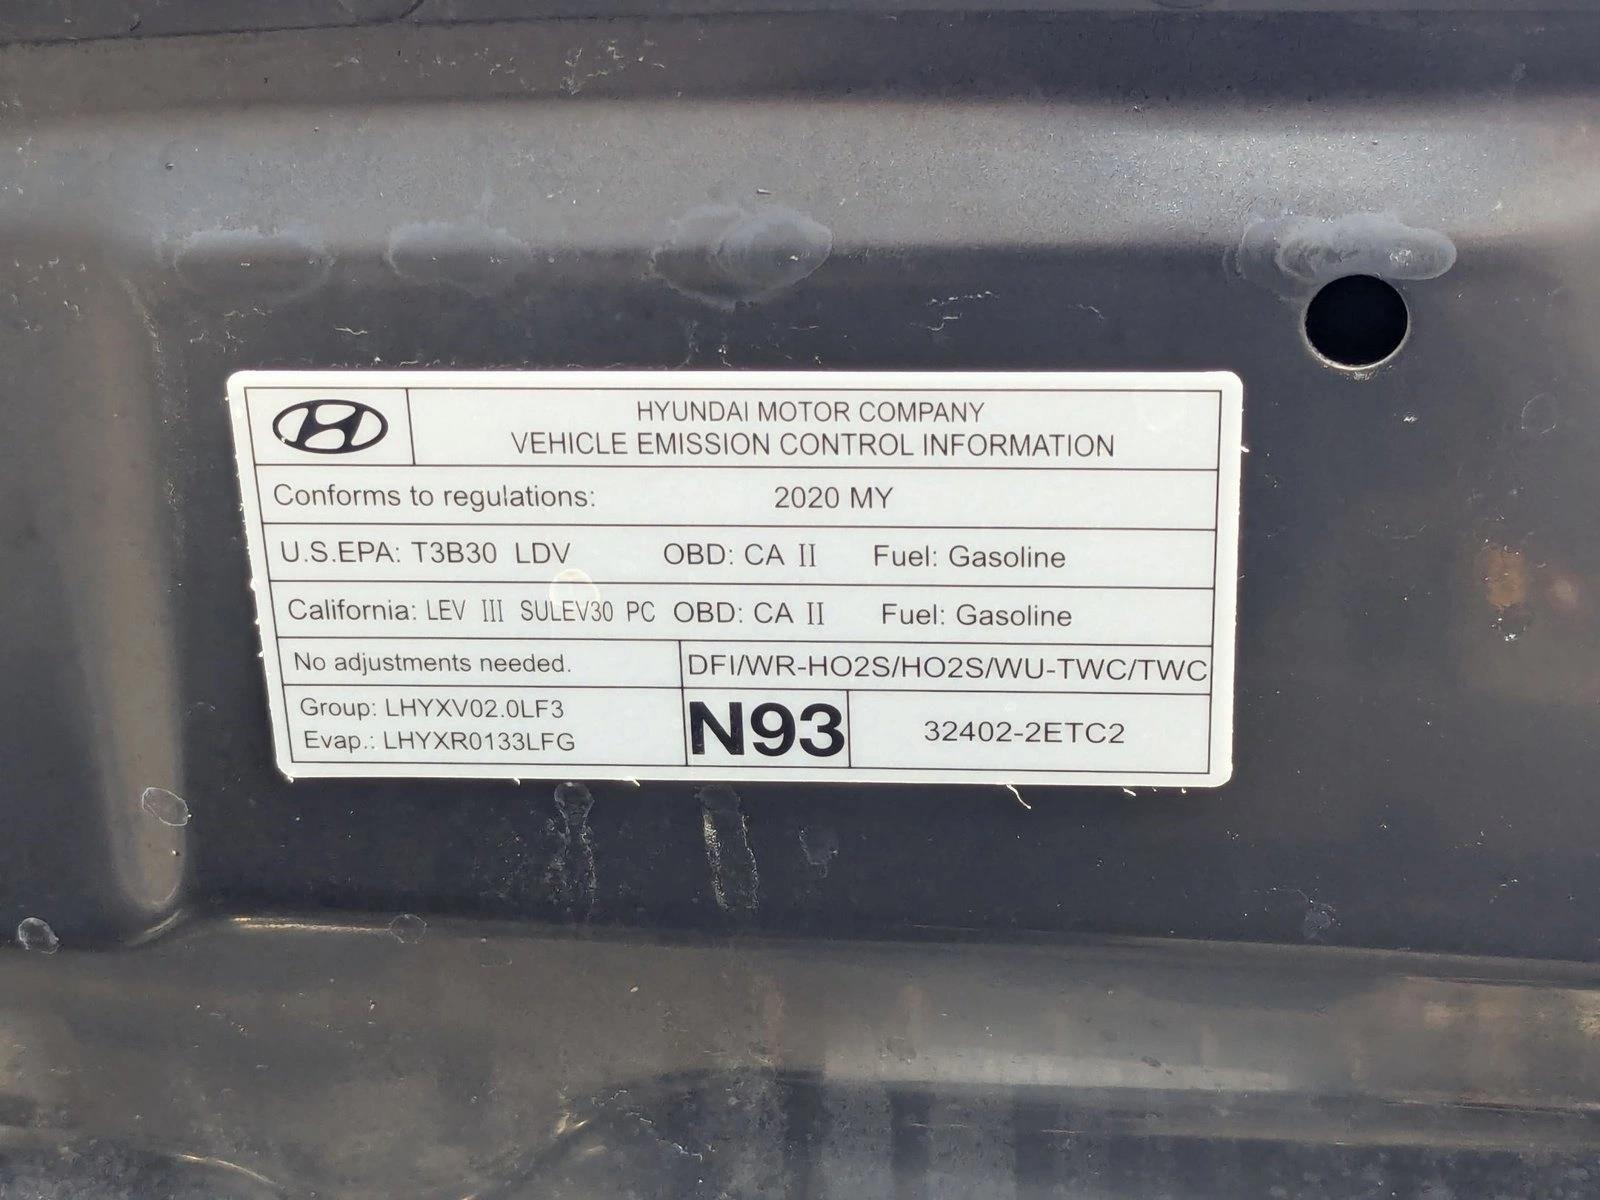 HYUNDAI MOTOR COMPANY
VEHICLE EMISSION CONTROL INFORMATION
Conforms to regulations: 2020 MY
U.S.EPA: T3B30 LDV OBD: CA II Fuel: Gasoline
California: LEV III SULEV30 PC OBD: CA II Fuel: Gasoline
No adjustments needed. DFI/WR-HO2S/HO2S/WU-TWC/TWC
Group: LHYXV02.0LF3
Evap.: LHYXR0133LFG
N93
32402-2ETC2